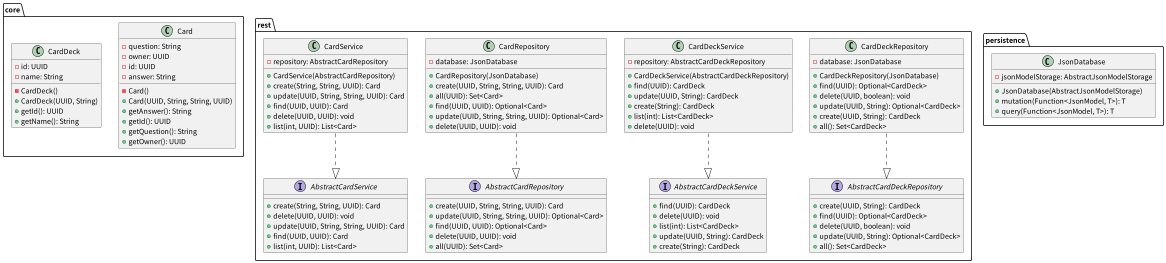 core
CardDeck
id: UUID
name: String
CardDeck()
CardDeck(UUID, String)
getId(): UUID
getName(): String
Card
question: String
owner: UUID
id: UUID
answer: String
Card()
Card(UUID, String, String, UUID)
getAnswer(): String
getId(): UUID
getQuestion(): String
getOwner(): UUID
rest
CardService
repository: AbstractCardRepository
CardService(AbstractCardRepository)
create(String, String, UUID): Card
update(UUID, String, String, UUID): Card
find(UUID, UUID): Card
delete(UUID, UUID): void
list(int, UUID): List<Card>
CardRepository
database: JsonDatabase
CardRepository(JsonDatabase)
create(UUID, String, String, UUID): Card
all(UUID): Set<Card>
find(UUID, UUID): Optional<Card>
update(UUID, String, String, UUID): Optional<Card>
delete(UUID, UUID): void
CardDeckService
repository: AbstractCardDeckRepository
CardDeckService(AbstractCardDeckRepository)
find(UUID): CardDeck
update(UUID, String): CardDeck
create(String): CardDeck
list(int): List<CardDeck>
delete(UUID): void
CardDeckRepository
database: JsonDatabase
CardDeckRepository(JsonDatabase)
find(UUID): Optional<CardDeck>
delete(UUID, boolean): void
update(UUID, String): Optional<CardDeck>
create(UUID, String): CardDeck
all(): Set<CardDeck>
AbstractCardService
create(String, String, UUID): Card
delete(UUID, UUID): void
update(UUID, String, String, UUID): Card
find(UUID, UUID): Card
list(int, UUID): List<Card>
AbstractCardRepository
create(UUID, String, String, UUID): Card
update(UUID, String, String, UUID): Optional<Card>
find(UUID, UUID): Optional<Card>
delete(UUID, UUID): void
all(UUID): Set<Card>
AbstractCardDeckService
find(UUID): CardDeck
delete(UUID): void
list(int): List<CardDeck>
update(UUID, String): CardDeck
create(String): CardDeck
AbstractCardDeckRepository
create(UUID, String): CardDeck
find(UUID): Optional<CardDeck>
delete(UUID, boolean): void
update(UUID, String): Optional<CardDeck>
all(): Set<CardDeck>
persistence
JsonDatabase
jsonModelStorage: AbstractJsonModelStorage
JsonDatabase(AbstractJsonModelStorage)
mutation(Function<JsonModel, T>): T
query(Function<JsonModel, T>): T